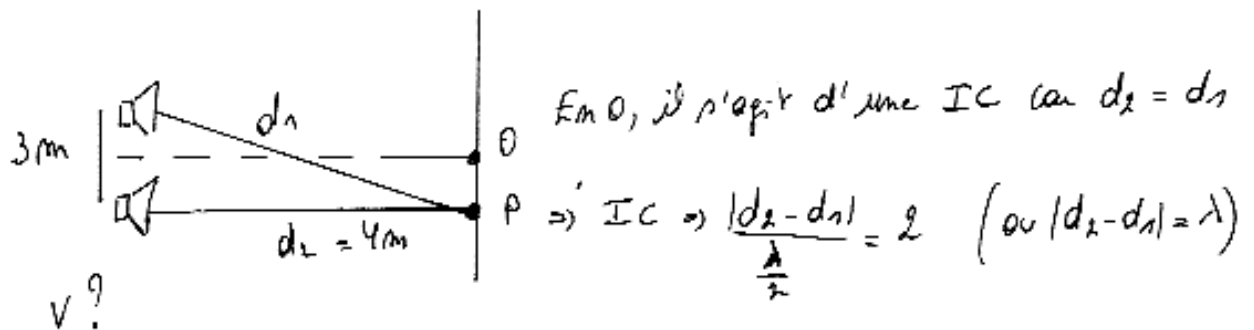 3m
d1
O
En O, il s'agit d'une IC car d2 = d1
P => IC => |d2-d1| / (λ/2) = 2 (ou |d2-d1| = λ)
d2 = 4m
v?